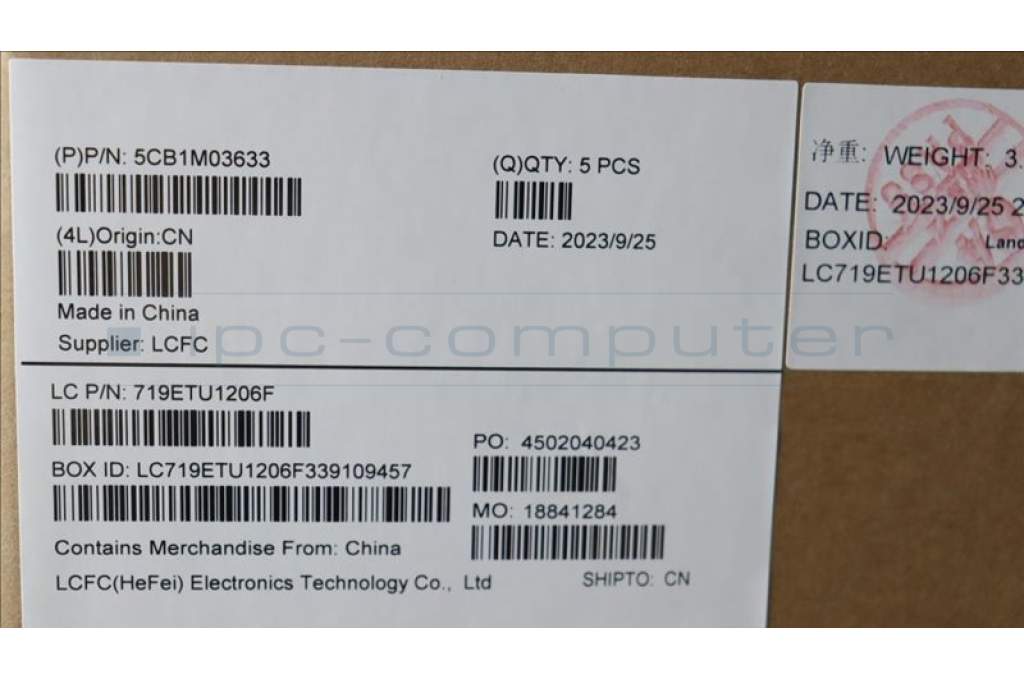 (P)P/N: 5CB1M03633
(Q)QTY: 5 PCS
(4L)Origin:CN
DATE: 2023/9/25
Made in China
Supplier: LCFC
LC P/N: 719ETU1206F
PO: 4502040423
BOX ID: LC719ETU1206F339109457
MO: 18841284
Contains Merchandise From: China
LCFC(HeFei) Electronics Technology Co., Ltd
SHIPTO: CN
净重: WEIGHT: 3.
DATE: 2023/9/25 2
BOXID: Land
LC719ETU1206F33
ipc-computer